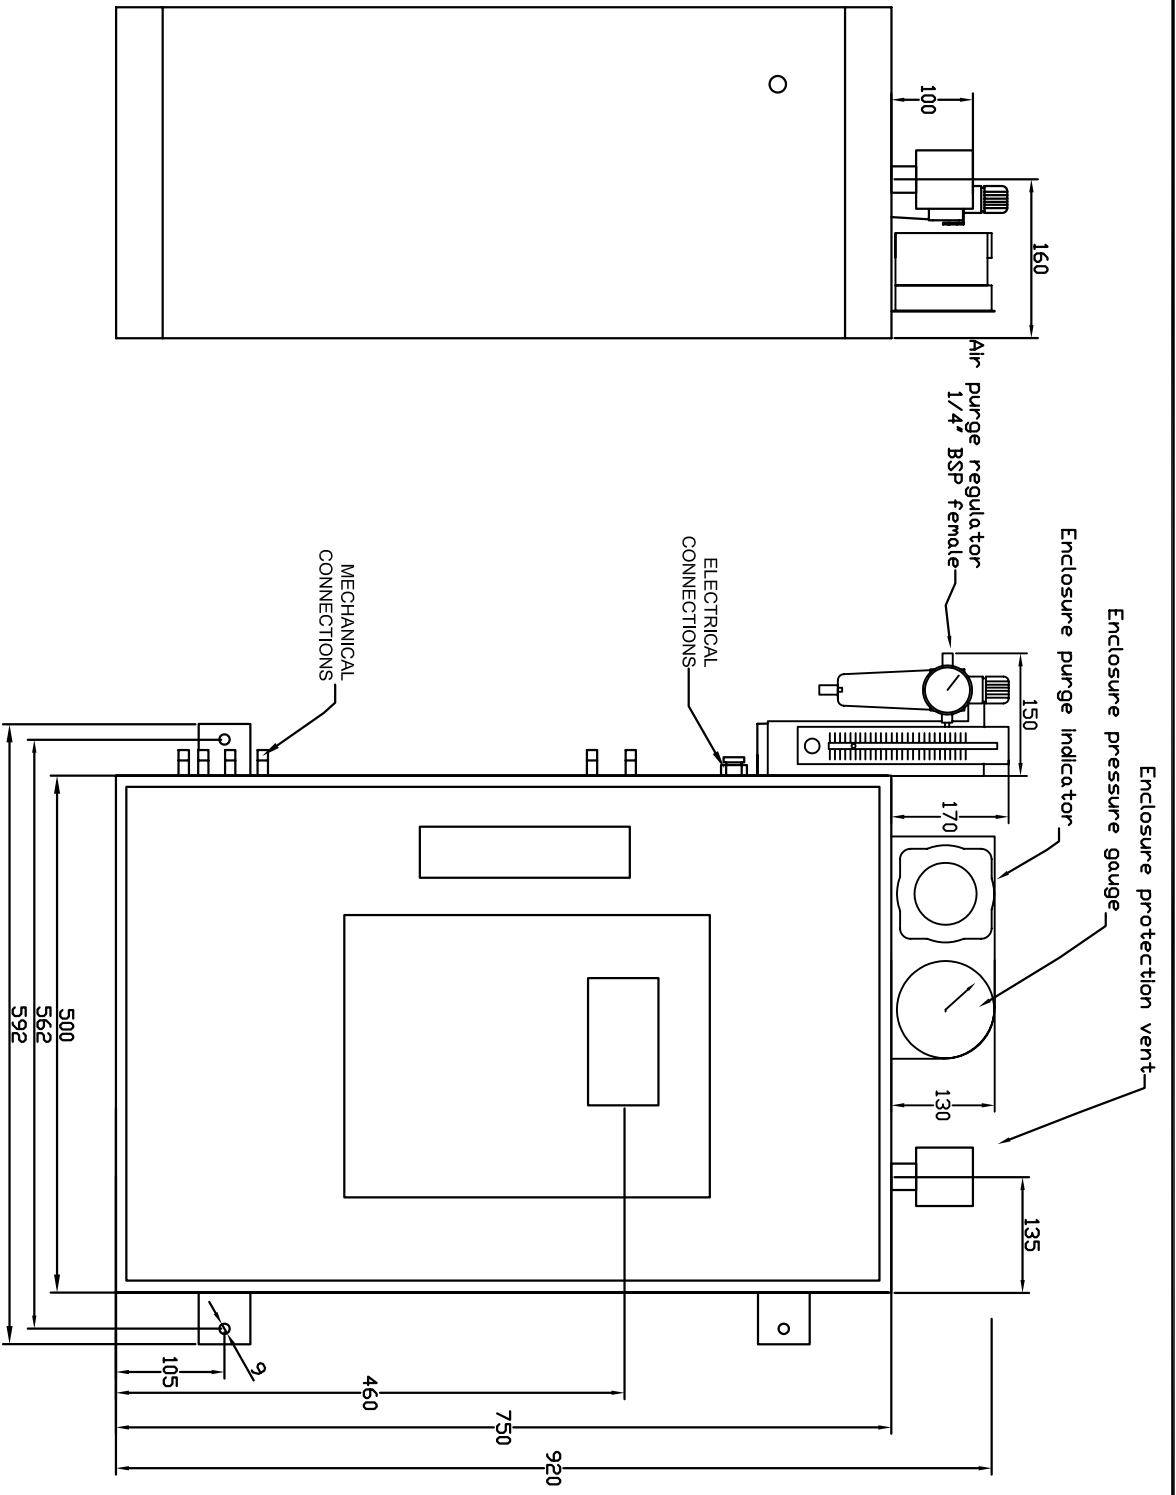 Enclosure protection vent
Enclosure pressure gauge
Enclosure purge indicator
Air purge regulator
1/4" BSP female
100
160
150
170
130
135
ELECTRICAL
CONNECTIONS
MECHANICAL
CONNECTIONS
500
562
592
9
105
460
750
920